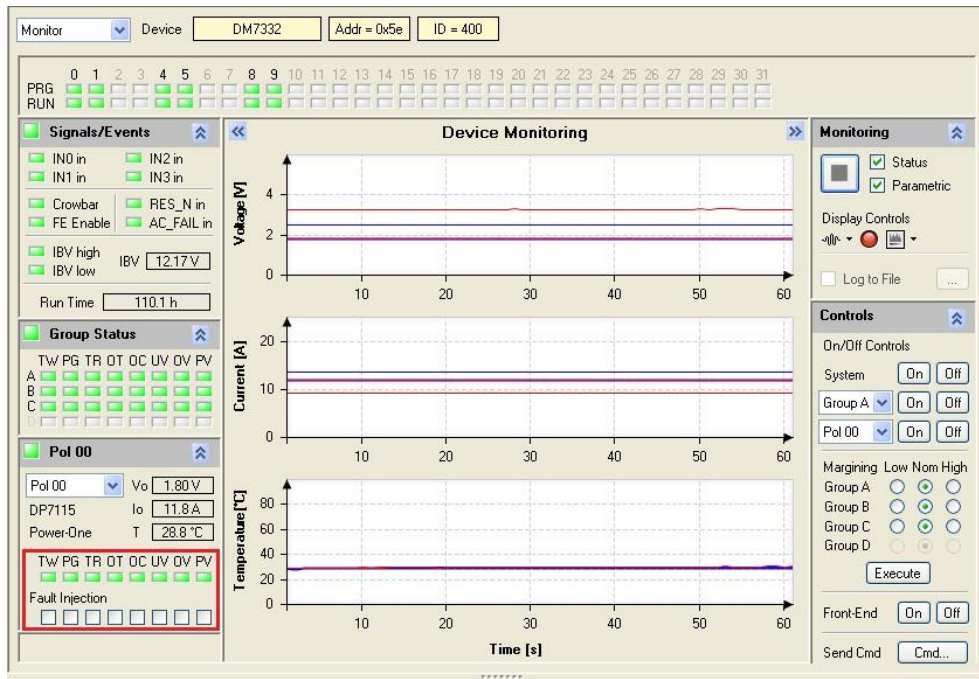 Monitor Device DM7332 Addr = 0x5e ID = 400
0 1 2 3 4 5 6 7 8 9 10 11 12 13 14 15 16 17 18 19 20 21 22 23 24 25 26 27 28 29 30 31
PRG
RUN
Signals/Events
IN0 in IN2 in
IN1 in IN3 in
Crowbar RES_N in
FE Enable AC_FAIL in
IBV high
IBV low IBV 12.17 V
Run Time 110.1 h
Group Status
TW PG TR OT OC UV OV PV
A
B
C
D
Pol 00
Pol 00 Vo 1.80 V
DP7115 Io 11.8 A
Power-One T 28.8 °C
TW PG TR OT OC UV OV PV
Fault Injection
Device Monitoring
Voltage [V]
4
2
0
10 20 30 40 50 60
Current [A]
20
10
0
10 20 30 40 50 60
Temperature [°C]
80
60
40
20
0
10 20 30 40 50 60
Time [s]
Monitoring
Status
Parametric
Display Controls
Log to File ...
Controls
On/Off Controls
System On Off
Group A On Off
Pol 00 On Off
Margining Low Nom High
Group A
Group B
Group C
Group D
Execute
Front-End On Off
Send Cmd Cmd...